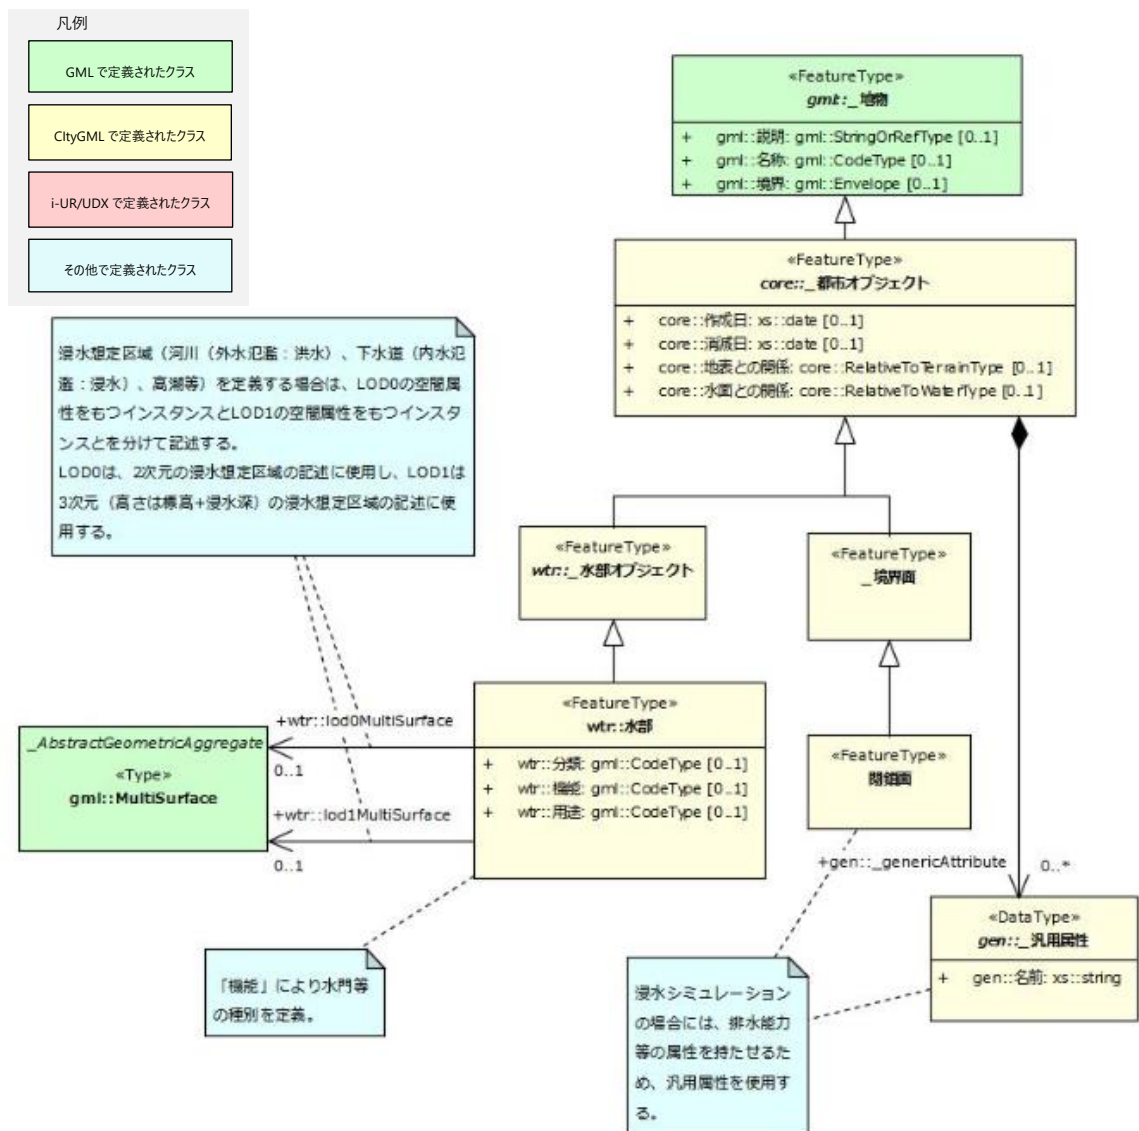 凡例
GML で定義されたクラス
CItyGML で定義されたクラス
i-UR/UDX で定義されたクラス
その他で定義されたクラス
«FeatureType»
gml::_地物
+ gml::説明: gml::StringOrRefType [0..1]
+ gml::名称: gml::CodeType [0..1]
+ gml::境界: gml::Envelope [0..1]
«FeatureType»
core::_都市オブジェクト
+ core::作成日: xs::date [0..1]
+ core::消滅日: xs::date [0..1]
+ core::地表との関係: core::RelativeToTerrainType [0..1]
+ core::水面との関係: core::RelativeToWaterType [0..1]
浸水想定区域（河川（外水氾濫：洪水）、下水道（内水氾
濫：浸水）、高潮等）を定義する場合は、LOD0の空間属
性をもつインスタンスとLOD1の空間属性をもつインスタ
ンスとを分けて記述する。
LOD0は、2次元の浸水想定区域の記述に使用し、LOD1は
3次元（高さは標高+浸水深）の浸水想定区域の記述に使
用する。
«FeatureType»
wtr::_水部オブジェクト
«FeatureType»
_境界面
«FeatureType»
wtr::水部
+ wtr::分類: gml::CodeType [0..1]
+ wtr::機能: gml::CodeType [0..1]
+ wtr::用途: gml::CodeType [0..1]
+wtr::lod0MultiSurface
0..1
+wtr::lod1MultiSurface
0..1
_AbstractGeometricAggregate
«Type»
gml::MultiSurface
«FeatureType»
閉鎖面
+gen::_genericAttribute
0..*
«DataType»
gen::_汎用属性
+ gen::名前: xs::string
「機能」により水門等
の種別を定義。
浸水シミュレーション
の場合には、排水能力
等の属性を持たせるた
め、汎用属性を使用す
る。